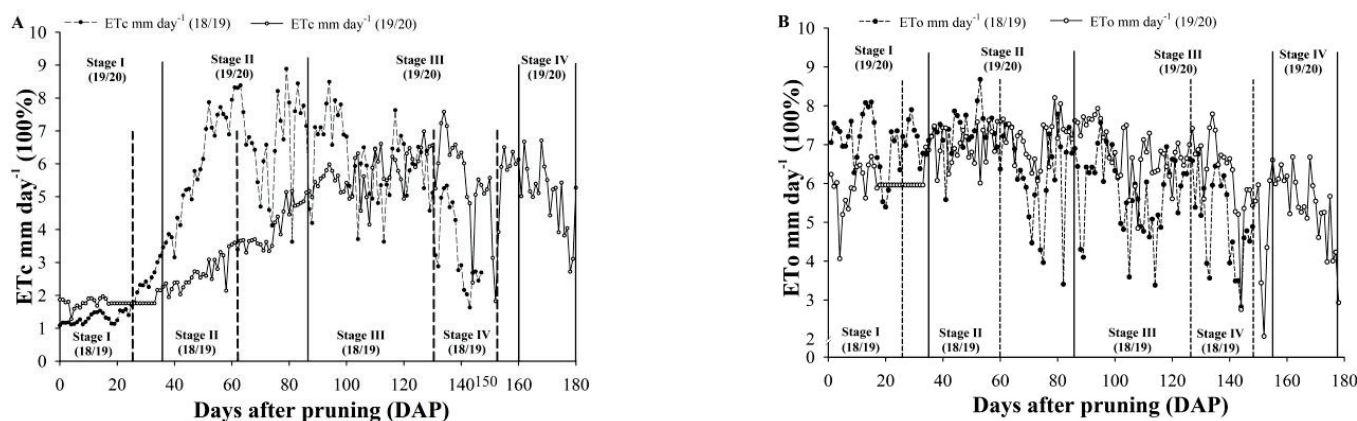 A
ETc mm day-1 (18/19)
ETc mm day-1 (19/20)
ETc mm day-1 (100%)
10
9
8
7
6
5
4
3
2
1
0
Stage I
(19/20)
Stage II
(19/20)
Stage III
(19/20)
Stage IV
(19/20)
Stage I
(18/19)
Stage II
(18/19)
Stage III
(18/19)
Stage IV
(18/19)
0 20 40 60 80 100 120 140 150 160 180
Days after pruning (DAP)
B
ETo mm day-1 (18/19)
ETo mm day-1 (19/20)
ETo mm day-1 (100%)
10
9
8
7
6
5
4
3
2
0
Stage I
(19/20)
Stage II
(19/20)
Stage III
(19/20)
Stage IV
(19/20)
Stage I
(18/19)
Stage II
(18/19)
Stage III
(18/19)
Stage IV
(18/19)
0 20 40 60 80 100 120 140 160 180
Days after pruning (DAP)